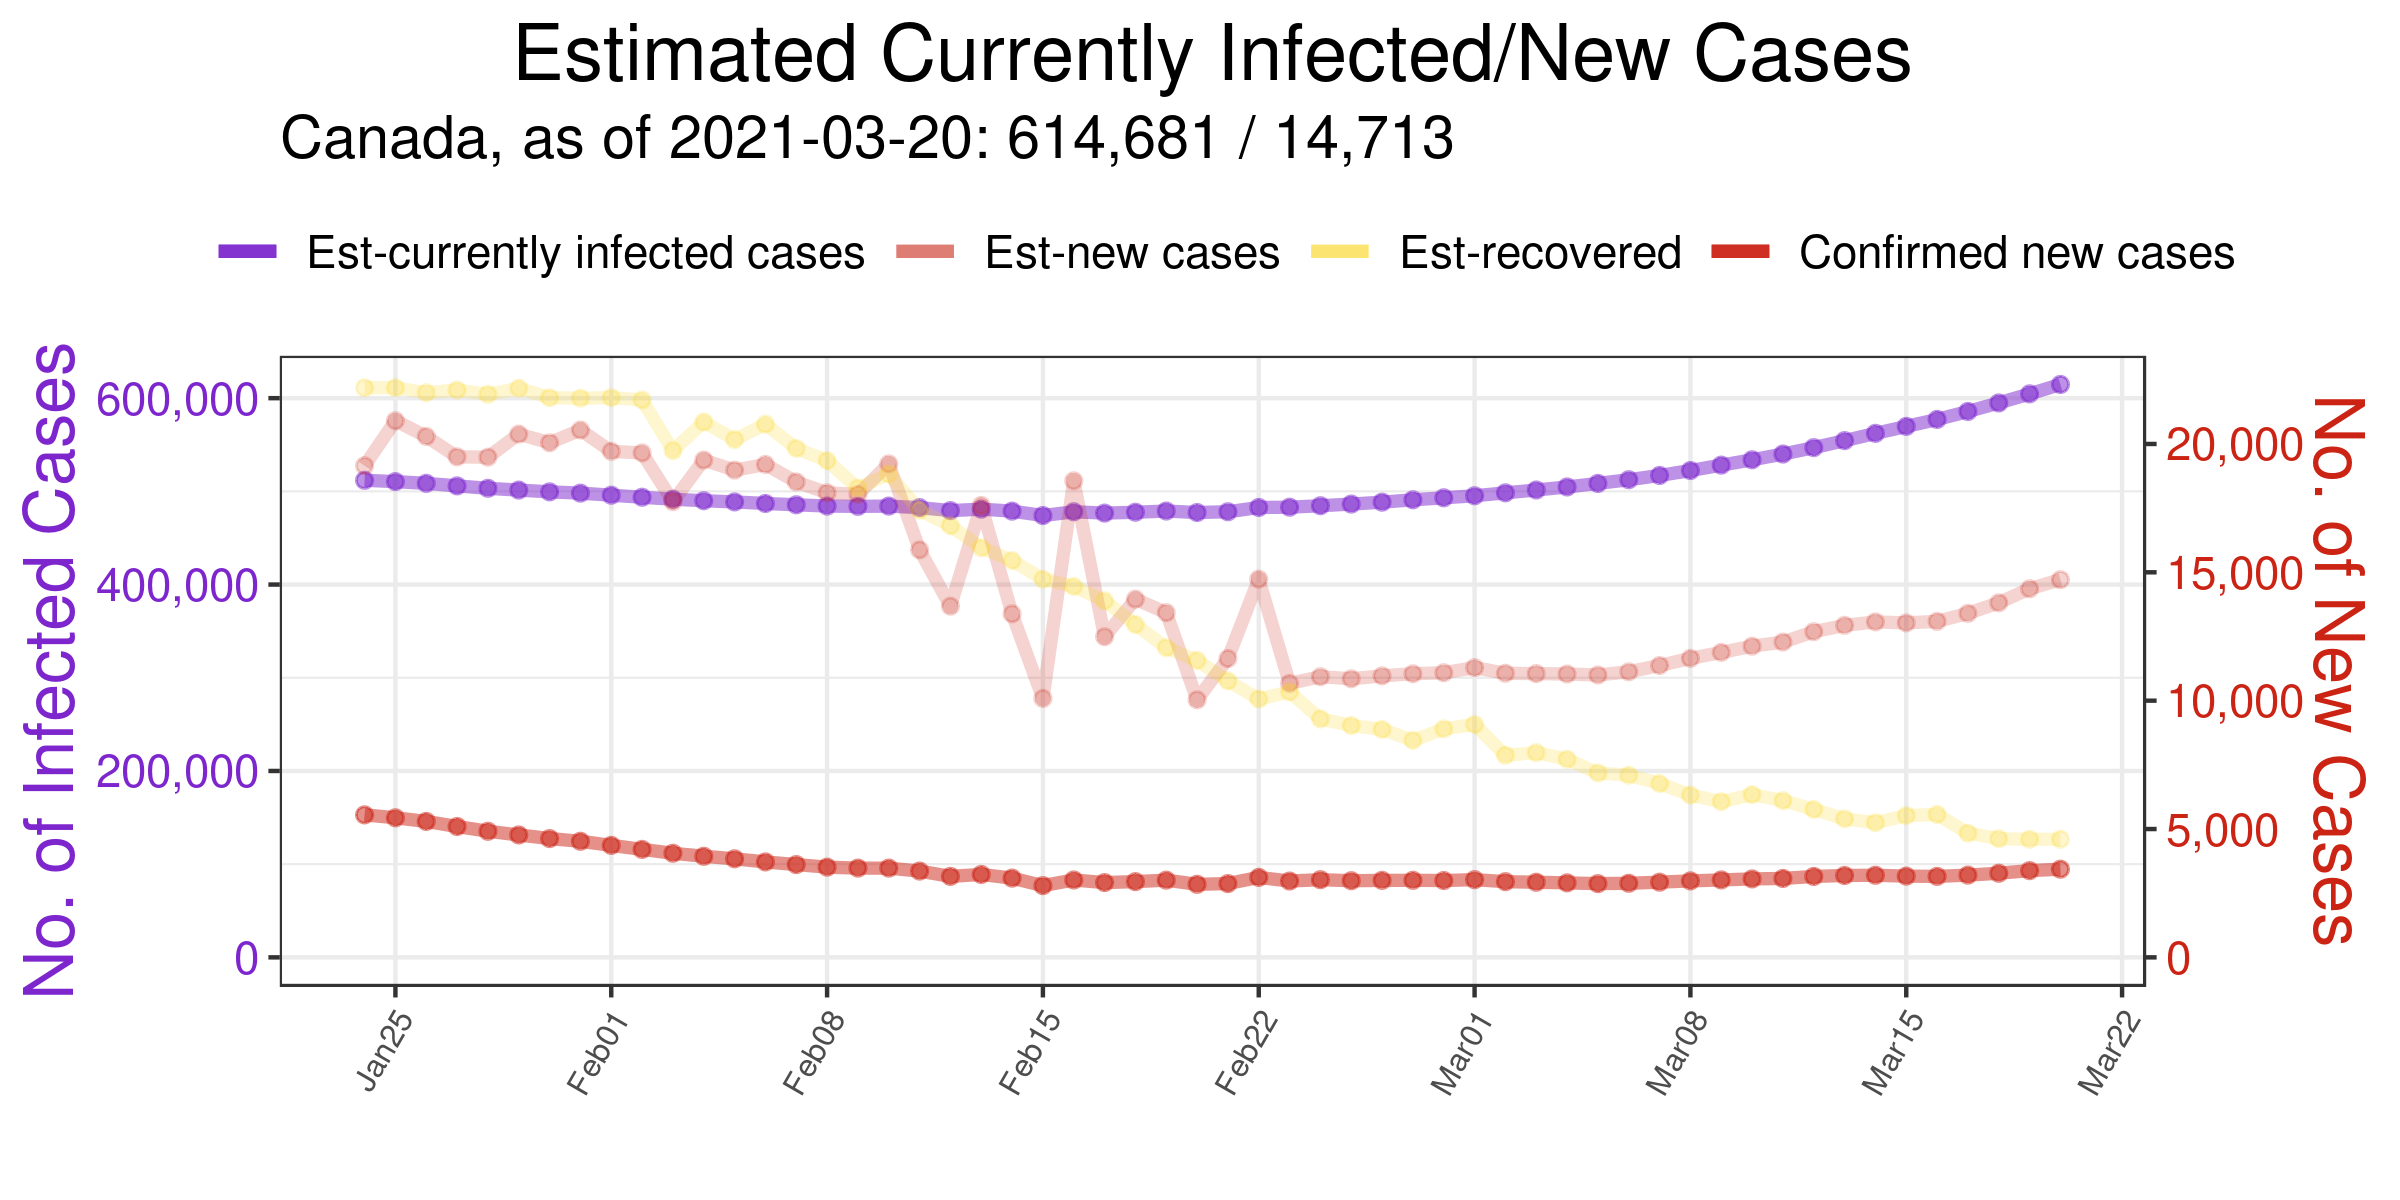 Estimated Currently Infected/New Cases
Canada, as of 2021-03-20: 614,681 / 14,713
Est-currently infected cases Est-new cases Est-recovered Confirmed new cases
No. of Infected Cases
600,000
400,000
200,000
0
20,000
15,000
10,000
5,000
0
No. of New Cases
Jan25 Feb01 Feb08 Feb15 Feb22 Mar01 Mar08 Mar15 Mar22